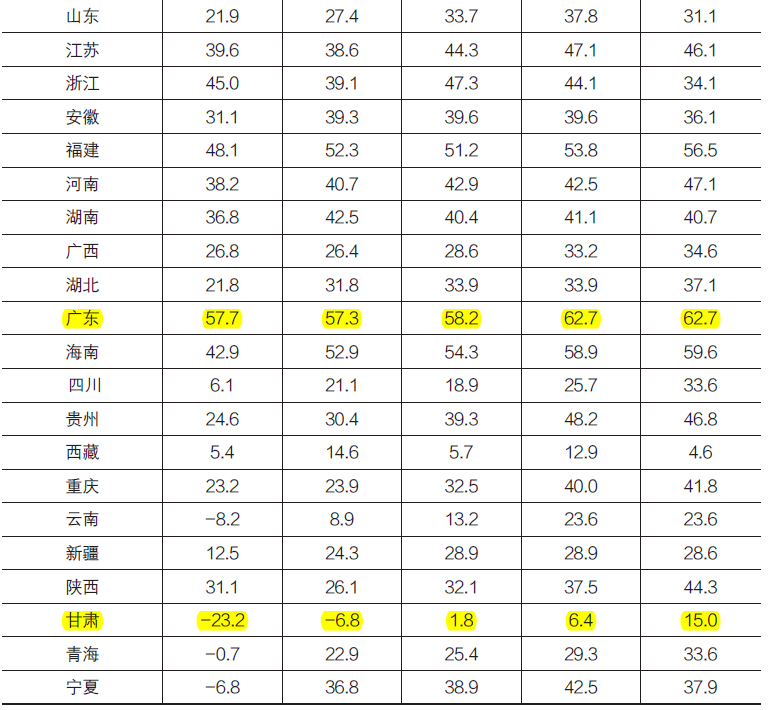 山东 21.9 27.4 33.7 37.8 31.1
江苏 39.6 38.6 44.3 47.1 46.1
浙江 45.0 39.1 47.3 44.1 34.1
安徽 31.1 39.3 39.6 39.6 36.1
福建 48.1 52.3 51.2 53.8 56.5
河南 38.2 40.7 42.9 42.5 47.1
湖南 36.8 42.5 40.4 41.1 40.7
广西 26.8 26.4 28.6 33.2 34.6
湖北 21.8 31.8 33.9 33.9 37.1
广东 57.7 57.3 58.2 62.7 62.7
海南 42.9 52.9 54.3 58.9 59.6
四川 6.1 21.1 18.9 25.7 33.6
贵州 24.6 30.4 39.3 48.2 46.8
西藏 5.4 14.6 5.7 12.9 4.6
重庆 23.2 23.9 32.5 40.0 41.8
云南 −8.2 8.9 13.2 23.6 23.6
新疆 12.5 24.3 28.9 28.9 28.6
陕西 31.1 26.1 32.1 37.5 44.3
甘肃 −23.2 −6.8 1.8 6.4 15.0
青海 −0.7 22.9 25.4 29.3 33.6
宁夏 −6.8 36.8 38.9 42.5 37.9